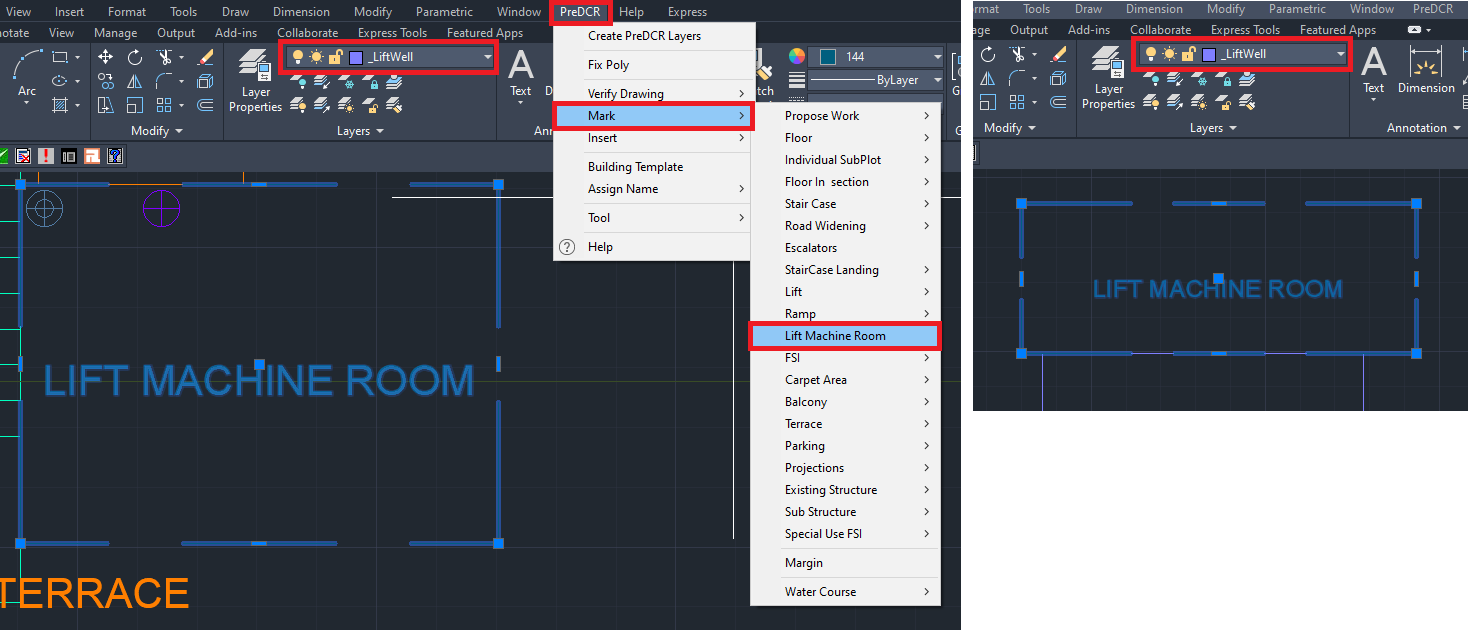 View Insert Format Tools Draw Dimension Modify Parametric Window PreDCR Help Express
notate View Manage Output Add-ins Collaborate Express Tools Featured Apps
Arc
Modify
Layer
Properties
_LiftWell
Layers
Text
D
Ann
tch
144
ByLayer
G
Create PreDCR Layers
Fix Poly
Verify Drawing
Mark
Insert
Building Template
Assign Name
Tool
Help
Propose Work
Floor
Individual SubPlot
Floor In section
Stair Case
Road Widening
Escalators
StairCase Landing
Lift
Ramp
Lift Machine Room
FSI
Carpet Area
Balcony
Terrace
Parking
Projections
Existing Structure
Sub Structure
Special Use FSI
Margin
Water Course
LIFT MACHINE ROOM
TERRACE
rmat Tools Draw Dimension Modify Parametric Window PreDCR
age Output Add-ins Collaborate Express Tools Featured Apps
Modify
Layer
Properties
_LiftWell
Layers
Text
Dimension
Annotation
LIFT MACHINE ROOM